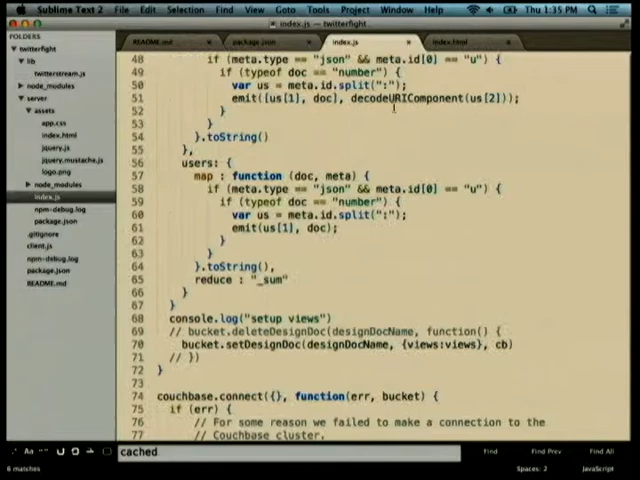 Sublime Text 2 File Edit Selection Find View Goto Tools Project Window Help Thu 1:35 PM
index.js — twitterfight
FOLDERS
twitterfight
lib
twitterstream.js
node_modules
server
assets
app.css
index.html
jquery.js
jquery.mustache.js
logo.png
node_modules
index.js
npm-debug.log
package.json
.gitignore
client.js
npm-debug.log
package.json
README.md
README.md package.json index.js index.html
48 if (meta.type == "json" && meta.id[0] == "u") {
49 if (typeof doc == "number") {
50 var us = meta.id.split(":");
51 emit([us[1], doc], decodeURIComponent(us[2]));
52 }
53 }
54 }.toString()
55 },
56 users: {
57 map : function (doc, meta) {
58 if (meta.type == "json" && meta.id[0] == "u") {
59 if (typeof doc == "number") {
60 var us = meta.id.split(":");
61 emit(us[1], doc);
62 }
63 }
64 }.toString(),
65 reduce : "_sum"
66 }
67 }
68 console.log("setup views")
69 // bucket.deleteDesignDoc(designDocName, function() {
70 bucket.setDesignDoc(designDocName, {views:views}, cb)
71 // })
72 }
73
74 couchbase.connect({}, function(err, bucket) {
75 if (err) {
76 // For some reason we failed to make a connection to the
77 // Couchbase cluster.
.* Aa "" cached Find Find Prev Find All
6 matches Spaces: 2 JavaScript